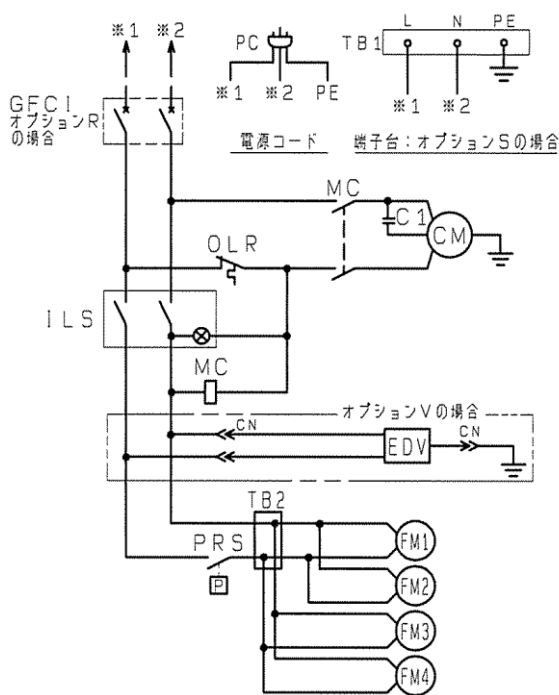 ※1 ※2
PC
※1 ※2 PE
電源コード
L N PE
TB1
※1 ※2
端子台:オプションSの場合
GFCI
オプションR
の場合
MC
C1
CM
OLR
ILS
MC
オプションVの場合
CN
EDV
CN
TB2
PRS
P
FM1
FM2
FM3
FM4